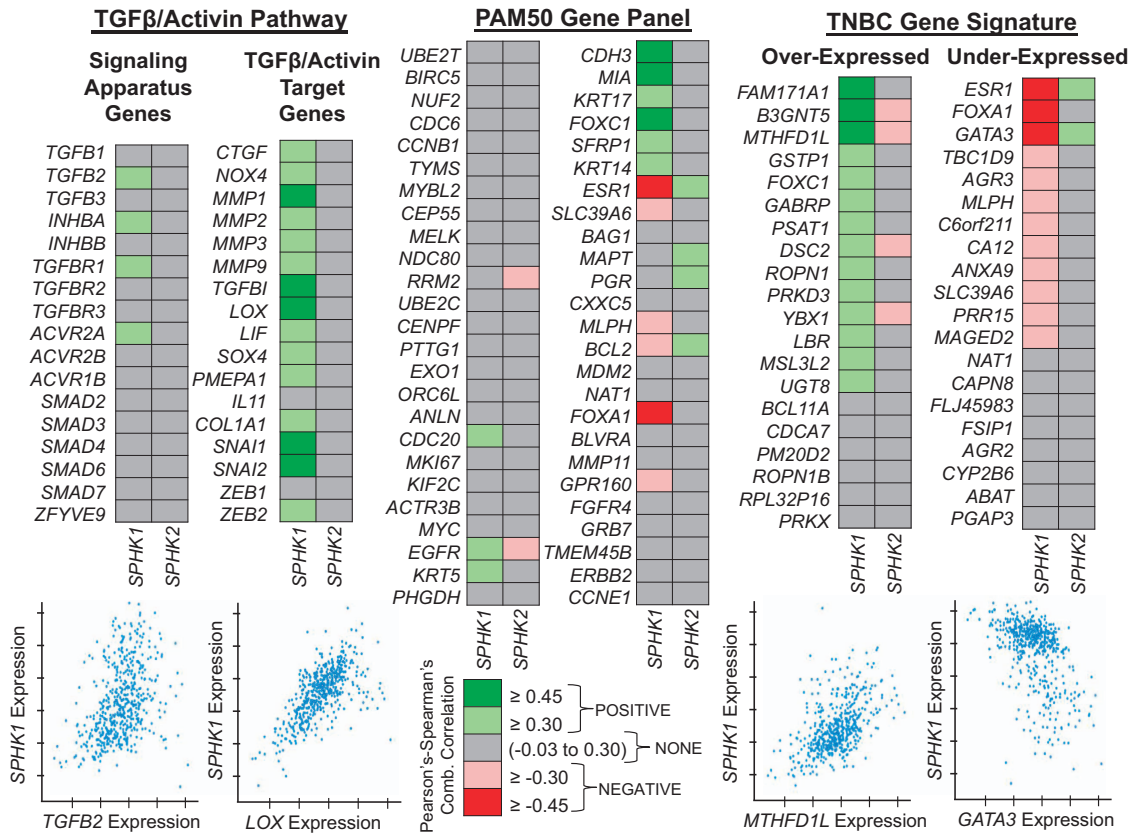 TGFβ/Activin Pathway
Signaling
Apparatus
Genes
TGFB1
TGFB2
TGFB3
INHBA
INHBB
TGFBR1
TGFBR2
TGFBR3
ACVR2A
ACVR2B
ACVR1B
SMAD2
SMAD3
SMAD4
SMAD6
SMAD7
ZFYVE9
SPHK1
SPHK2
TGFβ/Activin
Target
Genes
CTGF
NOX4
MMP1
MMP2
MMP3
MMP9
TGFBI
LOX
LIF
SOX4
PMEPA1
IL11
COL1A1
SNAI1
SNAI2
ZEB1
ZEB2
SPHK1
SPHK2
PAM50 Gene Panel
UBE2T
BIRC5
NUF2
CDC6
CCNB1
TYMS
MYBL2
CEP55
MELK
NDC80
RRM2
UBE2C
CENPF
PTTG1
EXO1
ORC6L
ANLN
CDC20
MKI67
KIF2C
ACTR3B
MYC
EGFR
KRT5
PHGDH
SPHK1
SPHK2
CDH3
MIA
KRT17
FOXC1
SFRP1
KRT14
ESR1
SLC39A6
BAG1
MAPT
PGR
CXXC5
MLPH
BCL2
MDM2
NAT1
FOXA1
BLVRA
MMP11
GPR160
FGFR4
GRB7
TMEM45B
ERBB2
CCNE1
SPHK1
SPHK2
TNBC Gene Signature
Over-Expressed
FAM171A1
B3GNT5
MTHFD1L
GSTP1
FOXC1
GABRP
PSAT1
DSC2
ROPN1
PRKD3
YBX1
LBR
MSL3L2
UGT8
BCL11A
CDCA7
PM20D2
ROPN1B
RPL32P16
PRKX
SPHK1
SPHK2
Under-Expressed
ESR1
FOXA1
GATA3
TBC1D9
AGR3
MLPH
C6orf211
CA12
ANXA9
SLC39A6
PRR15
MAGED2
NAT1
CAPN8
FLJ45983
FSIP1
AGR2
CYP2B6
ABAT
PGAP3
SPHK1
SPHK2
SPHK1 Expression
TGFB2 Expression
SPHK1 Expression
LOX Expression
Pearson's-Spearman's
Comb. Correlation
≥ 0.45
≥ 0.30
POSITIVE
(-0.03 to 0.30)
NONE
≥ -0.30
≥ -0.45
NEGATIVE
SPHK1 Expression
MTHFD1L Expression
SPHK1 Expression
GATA3 Expression